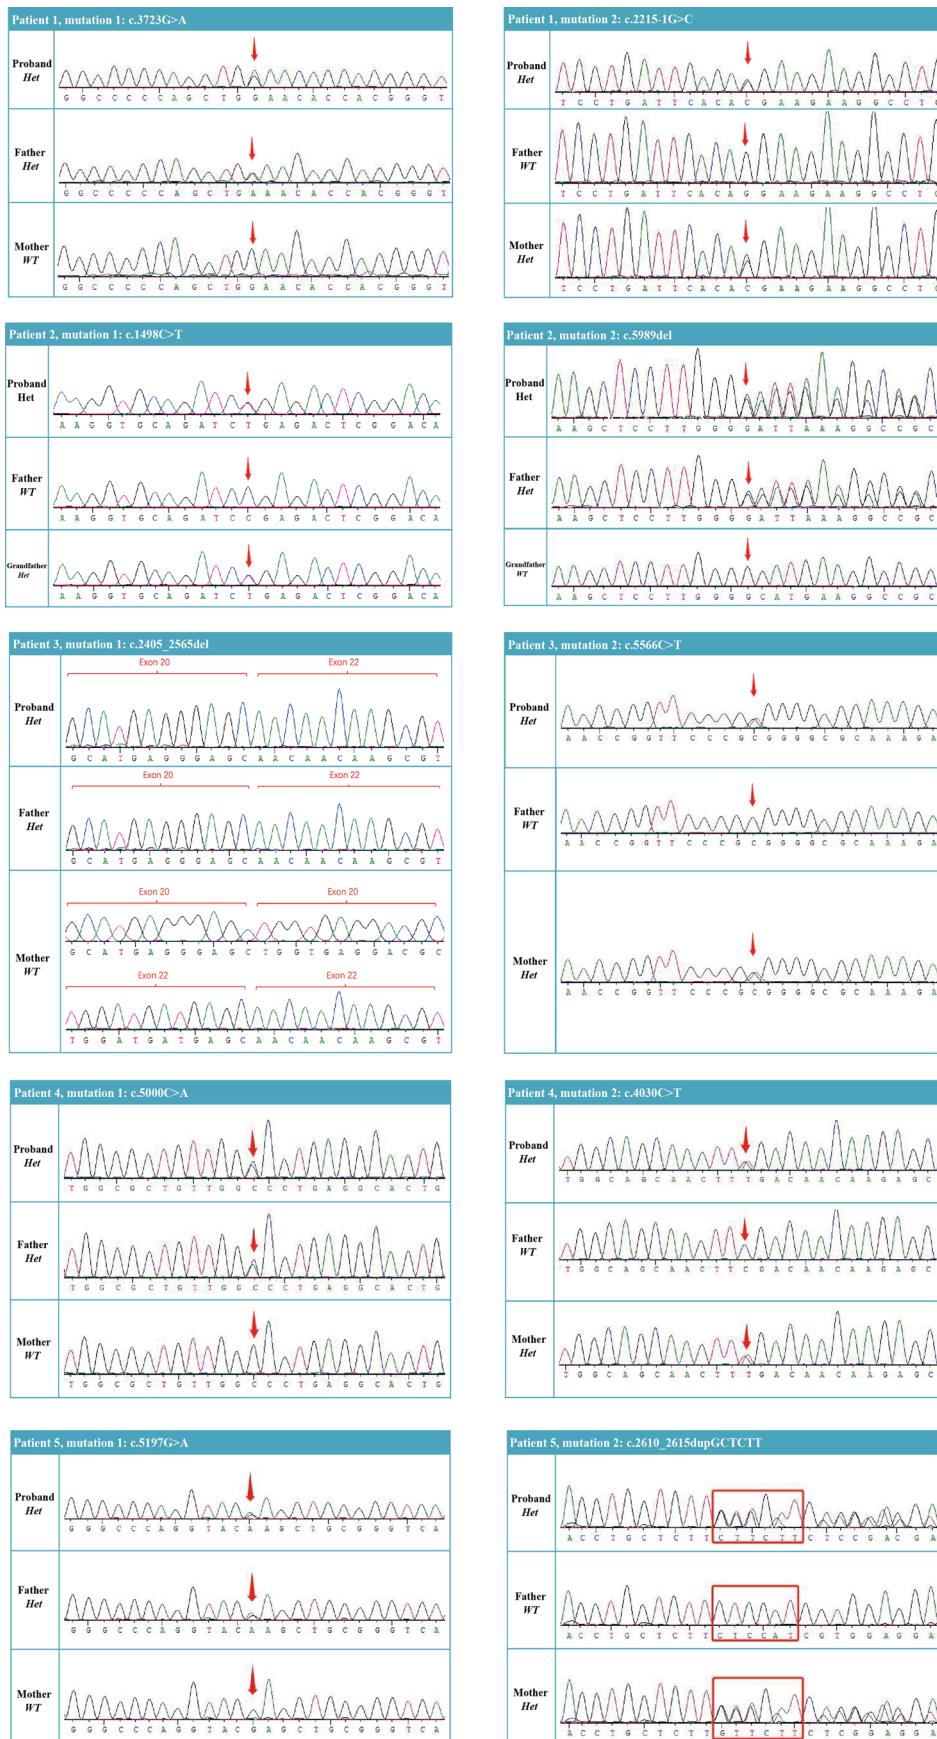 Patient 1, mutation 1: c.3723G>A
Proband
Het
G G C C C C C A G C T G G A A C A C C A C G G G T
Father
Het
G G C C C C C A G C T G A A A C A C C A C G G G T
Mother
WT
G G C C C C C A G C T G G A A C A C C A C G G G T
Patient 1, mutation 2: c.2215-1G>C
Proband
Het
T C C T G A T T C A C A C G A A G A A G G C C T
Father
WT
T C C T G A T T C A C A G G A A G A A G G C C T
Mother
Het
T C C T G A T T C A C A C G A A G A A G G C C T
Patient 2, mutation 1: c.1498C>T
Proband
Het
A A G G T G C A G A T C T G A G A C T C G G A C A
Father
WT
A A G G T G C A G A T C C G A G A C T C G G A C A
Grandfather
Het
A A G G T G C A G A T C T G A G A C T C G G A C A
Patient 2, mutation 2: c.5989del
Proband
Het
A A G C T C C T T G G G G A T T A A A G G C C G C
Father
Het
A A G C T C C T T G G G G A T T A A A G G C C G C
Grandfather
WT
A A G C T C C T T G G G G C A T G A A G G C C G C
Patient 3, mutation 1: c.2405_2565del
Exon 20 Exon 22
Proband
Het
G C A T G A G G G A G C A A C A A C A A G C G T
Exon 20 Exon 22
Father
Het
G C A T G A G G G A G C A A C A A C A A G C G T
Exon 20 Exon 20
G C A T G A G G G A G C T G G T G A G G A C G C
Mother
WT
Exon 22 Exon 22
T G G A T G A T G A G C A A C A A C A A G C G T
Patient 3, mutation 2: c.5566C>T
Proband
Het
A A C C G G T T C C C G C G G G G C G C A A A G A
Father
WT
A A C C G G T T C C C G C G G G G C G C A A A G A
Mother
Het
A A C C G G T T C C C G C G G G G C G C A A A G A
Patient 4, mutation 1: c.5000C>A
Proband
Het
T G G C G C T G T T G G C C C T G A G G C A C T G
Father
Het
T G G C G C T G T T G G C C C T G A G G C A C T G
Mother
WT
T G G C G C T G T T G G C C C T G A G G C A C T G
Patient 4, mutation 2: c.4030C>T
Proband
Het
T G G C A G C A A C T T T G A C A A C A A G A G C
Father
WT
T G G C A G C A A C T T C G A C A A C A A G A G C
Mother
Het
T G G C A G C A A C T T T G A C A A C A A G A G C
Patient 5, mutation 1: c.5197G>A
Proband
Het
G G G C C C A G G T A C A A G C T G C G G G T C A
Father
Het
G G G C C C A G G T A C A A G C T G C G G G T C A
Mother
WT
G G G C C C A G G T A C G A G C T G C G G G T C A
Patient 5, mutation 2: c.2610_2615dupGCTCTT
Proband
Het
A C C T G C T C T T C T T C T T C T C C G A C G A
Father
WT
A C C T G C T C T T C T C C A T C G T G G A G G A
Mother
Het
A C C T G C T C T T G T T C T T C T C G G A G G A